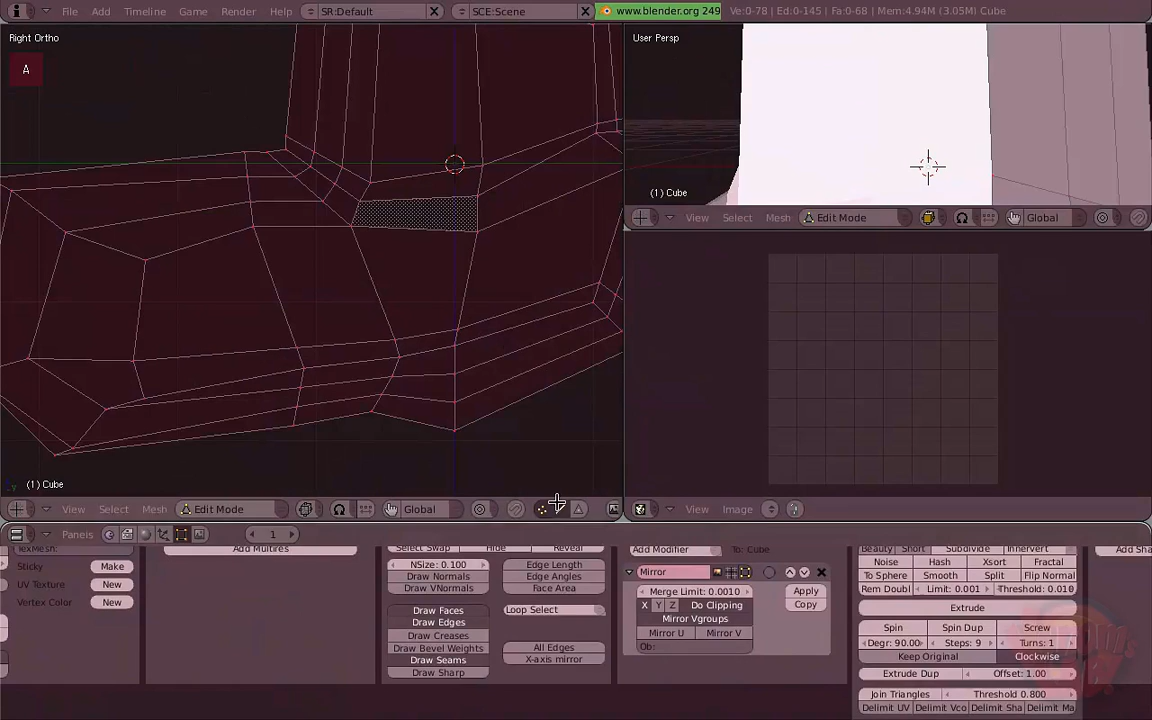 File Add Timeline Game Render Help SR:Default SCE:Scene www.blender.org 249 Ve:0-78 | Ed:0-145 | Fa:0-68 | Mem:4.94M (3.05M) Cube
Right Ortho
A
(1) Cube
View Select Mesh Edit Mode Global
User Persp
(1) Cube
View Select Mesh Edit Mode Global
View Image
Panels 1
TexMesh:
Sticky Make
UV Texture New
Vertex Color New
Add Multires
Select Swap Hide Reveal
NSize: 0.100 Edge Length
Draw Normals Edge Angles
Draw VNormals Face Area
Draw Faces Loop Select
Draw Edges
Draw Creases
Draw Bevel Weights All Edges
Draw Seams X-axis mirror
Draw Sharp
Add Modifier To: Cube
Mirror
Merge Limit: 0.0010 Apply
X Y Z Do Clipping Copy
Mirror Vgroups
Mirror U Mirror V
Ob:
Beauty Short Subdivide Innervert
Noise Hash Xsort Fractal
To Sphere Smooth Split Flip Normal
Rem Doubl Limit: 0.001 Threshold: 0.010
Extrude
Spin Spin Dup Screw
Degr: 90.00 Steps: 9 Turns: 1
Keep Original Clockwise
Extrude Dup Offset: 1.00
Join Triangles Threshold 0.800
Delimit UV Delimit Vco Delimit Sha Delimit Ma
Add Sha